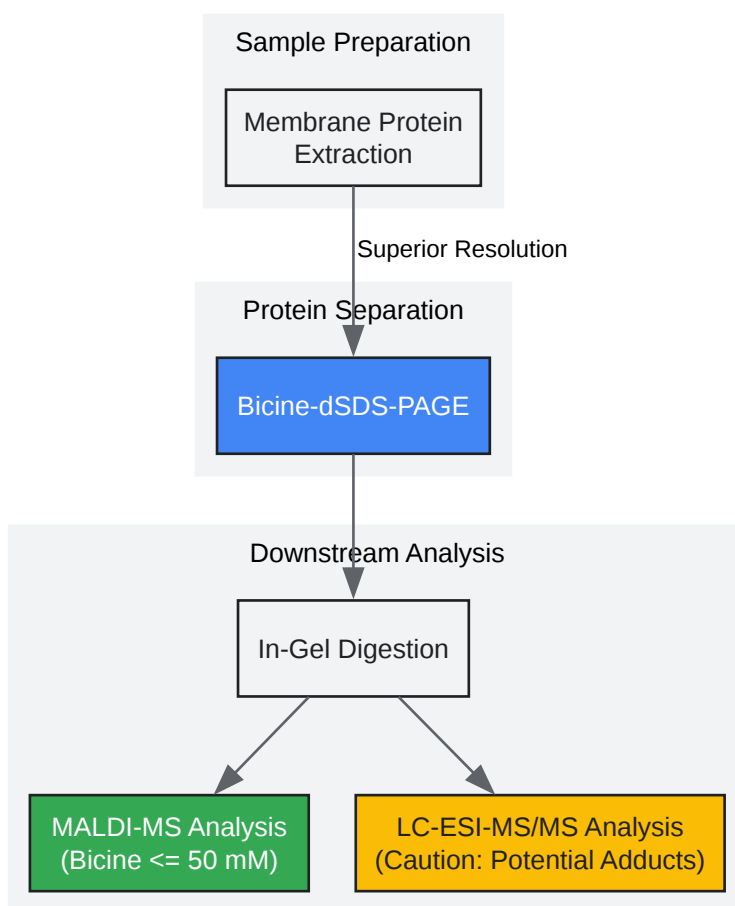 Sample Preparation
Membrane Protein
Extraction
Superior Resolution
Protein Separation
Bicine-dSDS-PAGE
Downstream Analysis
In-Gel Digestion
MALDI-MS Analysis
(Bicine <= 50 mM)
LC-ESI-MS/MS Analysis
(Caution: Potential Adducts)